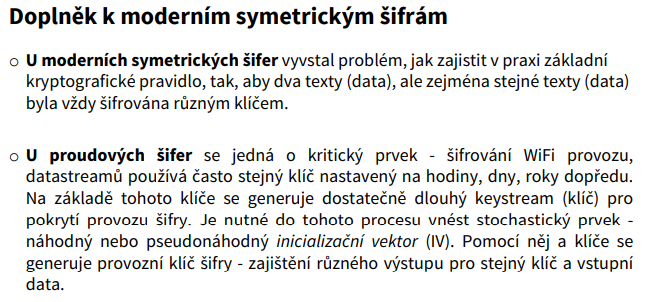 Doplněk k moderním symetrickým šifrám
o U moderních symetrických šifer vyvstal problém, jak zajistit v praxi základní
kryptografické pravidlo, tak, aby dva texty (data), ale zejména stejné texty (data)
byla vždy šifrována různým klíčem.
o U proudových šifer se jedná o kritický prvek - šifrování WiFi provozu,
datastreamů používá často stejný klíč nastavený na hodiny, dny, roky dopředu.
Na základě tohoto klíče se generuje dostatečně dlouhý keystream (klíč) pro
pokrytí provozu šifry. Je nutné do tohoto procesu vnést stochastický prvek -
náhodný nebo pseudonáhodný inicializační vektor (IV). Pomocí něj a klíče se
generuje provozní klíč šifry - zajištění různého výstupu pro stejný klíč a vstupní
data.